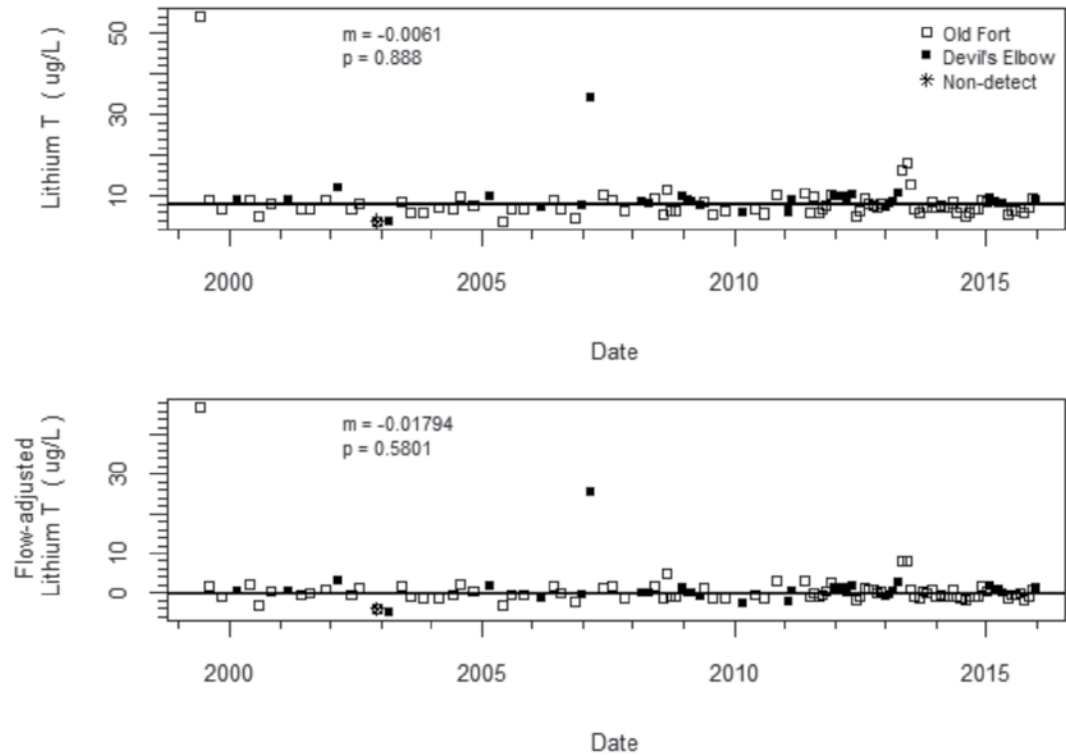 Lithium T ( ug/L )
50
30
10
m = -0.0061
p = 0.888
Old Fort
Devil's Elbow
Non-detect
2000 2005 2010 2015
Date
Flow-adjusted
Lithium T ( ug/L )
30
10
0
m = -0.01794
p = 0.5801
2000 2005 2010 2015
Date